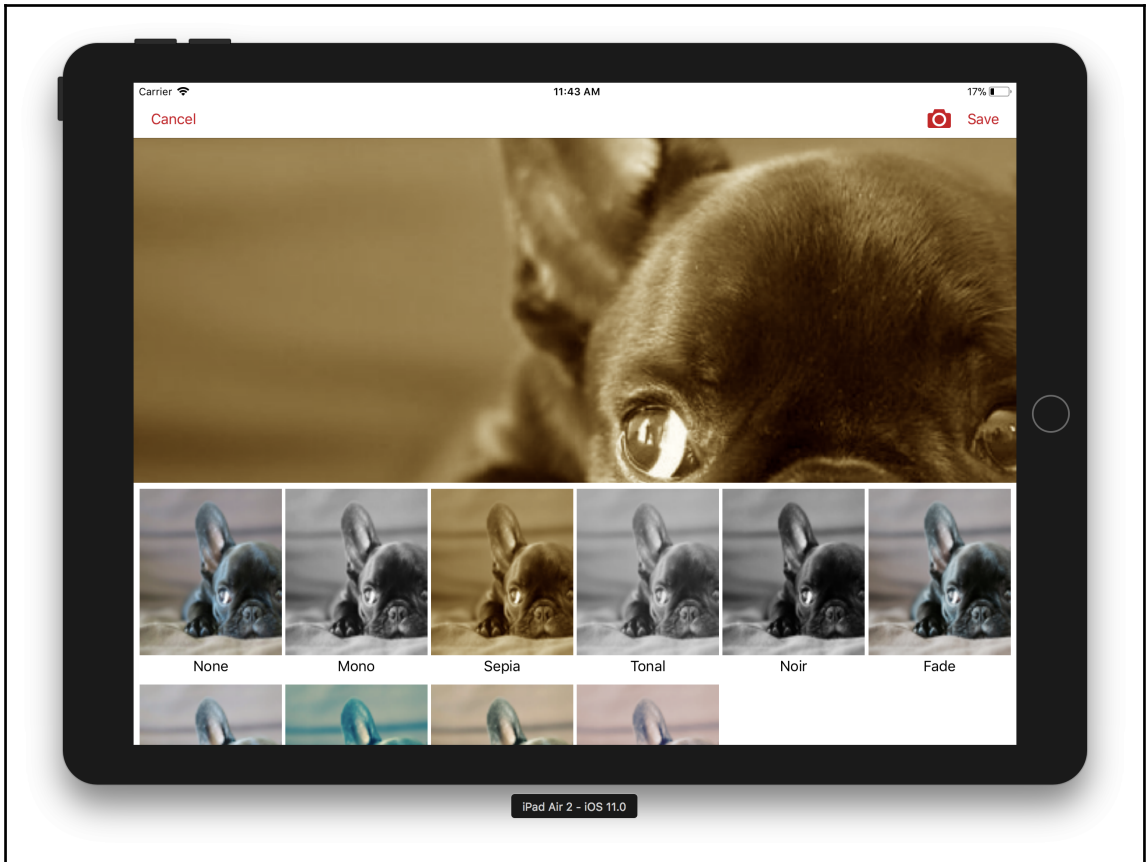 Carrier 11:43 AM 17%
Cancel Save
None Mono Sepia Tonal Noir Fade
iPad Air 2 – iOS 11.0